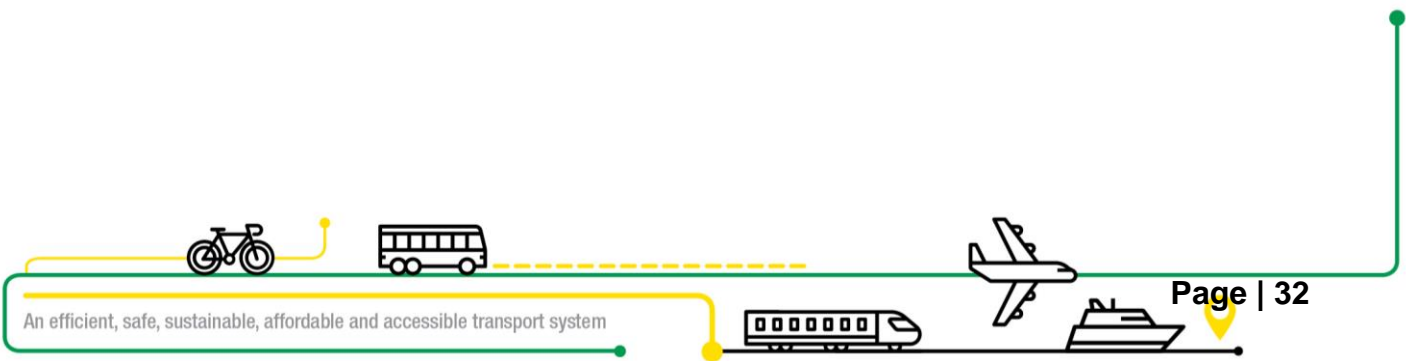 Page | 32
An efficient, safe, sustainable, affordable and accessible transport system